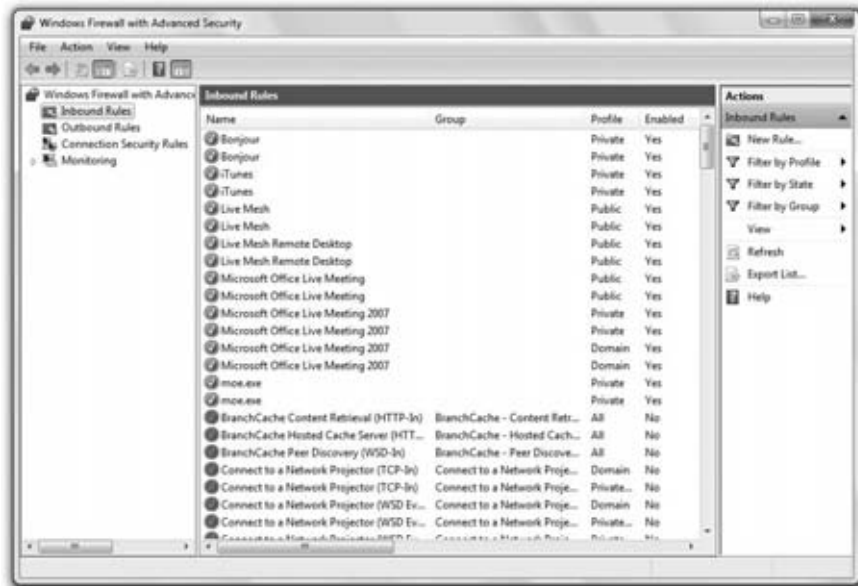 Windows Firewall with Advanced Security
File Action View Help
Windows Firewall with Advance
Inbound Rules
Outbound Rules
Connection Security Rules
Monitoring
Inbound Rules
Name Group Profile Enabled
Bonjour Private Yes
Bonjour Private Yes
iTunes Private Yes
iTunes Private Yes
Live Mesh Public Yes
Live Mesh Public Yes
Live Mesh Remote Desktop Public Yes
Live Mesh Remote Desktop Public Yes
Microsoft Office Live Meeting Public Yes
Microsoft Office Live Meeting Public Yes
Microsoft Office Live Meeting 2007 Private Yes
Microsoft Office Live Meeting 2007 Private Yes
Microsoft Office Live Meeting 2007 Domain Yes
Microsoft Office Live Meeting 2007 Domain Yes
moe.exe Private Yes
moe.exe Private Yes
BranchCache Content Retrieval (HTTP-In) BranchCache - Content Retr... All No
BranchCache Hosted Cache Server (HTT... BranchCache - Hosted Cach... All No
BranchCache Peer Discovery (WSD-In) BranchCache - Peer Discove... All No
Connect to a Network Projector (TCP-In) Connect to a Network Proje... Domain No
Connect to a Network Projector (TCP-In) Connect to a Network Proje... Private... No
Connect to a Network Projector (WSD Ev... Connect to a Network Proje... Domain No
Connect to a Network Projector (WSD Ev... Connect to a Network Proje... Private... No
Actions
Inbound Rules
New Rule...
Filter by Profile
Filter by State
Filter by Group
View
Refresh
Export List...
Help